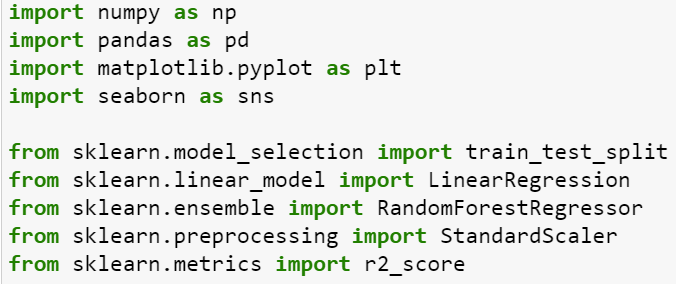 import numpy as np
import pandas as pd
import matplotlib.pyplot as plt
import seaborn as sns
from sklearn.model_selection import train_test_split
from sklearn.linear_model import LinearRegression
from sklearn.ensemble import RandomForestRegressor
from sklearn.preprocessing import StandardScaler
from sklearn.metrics import r2_score